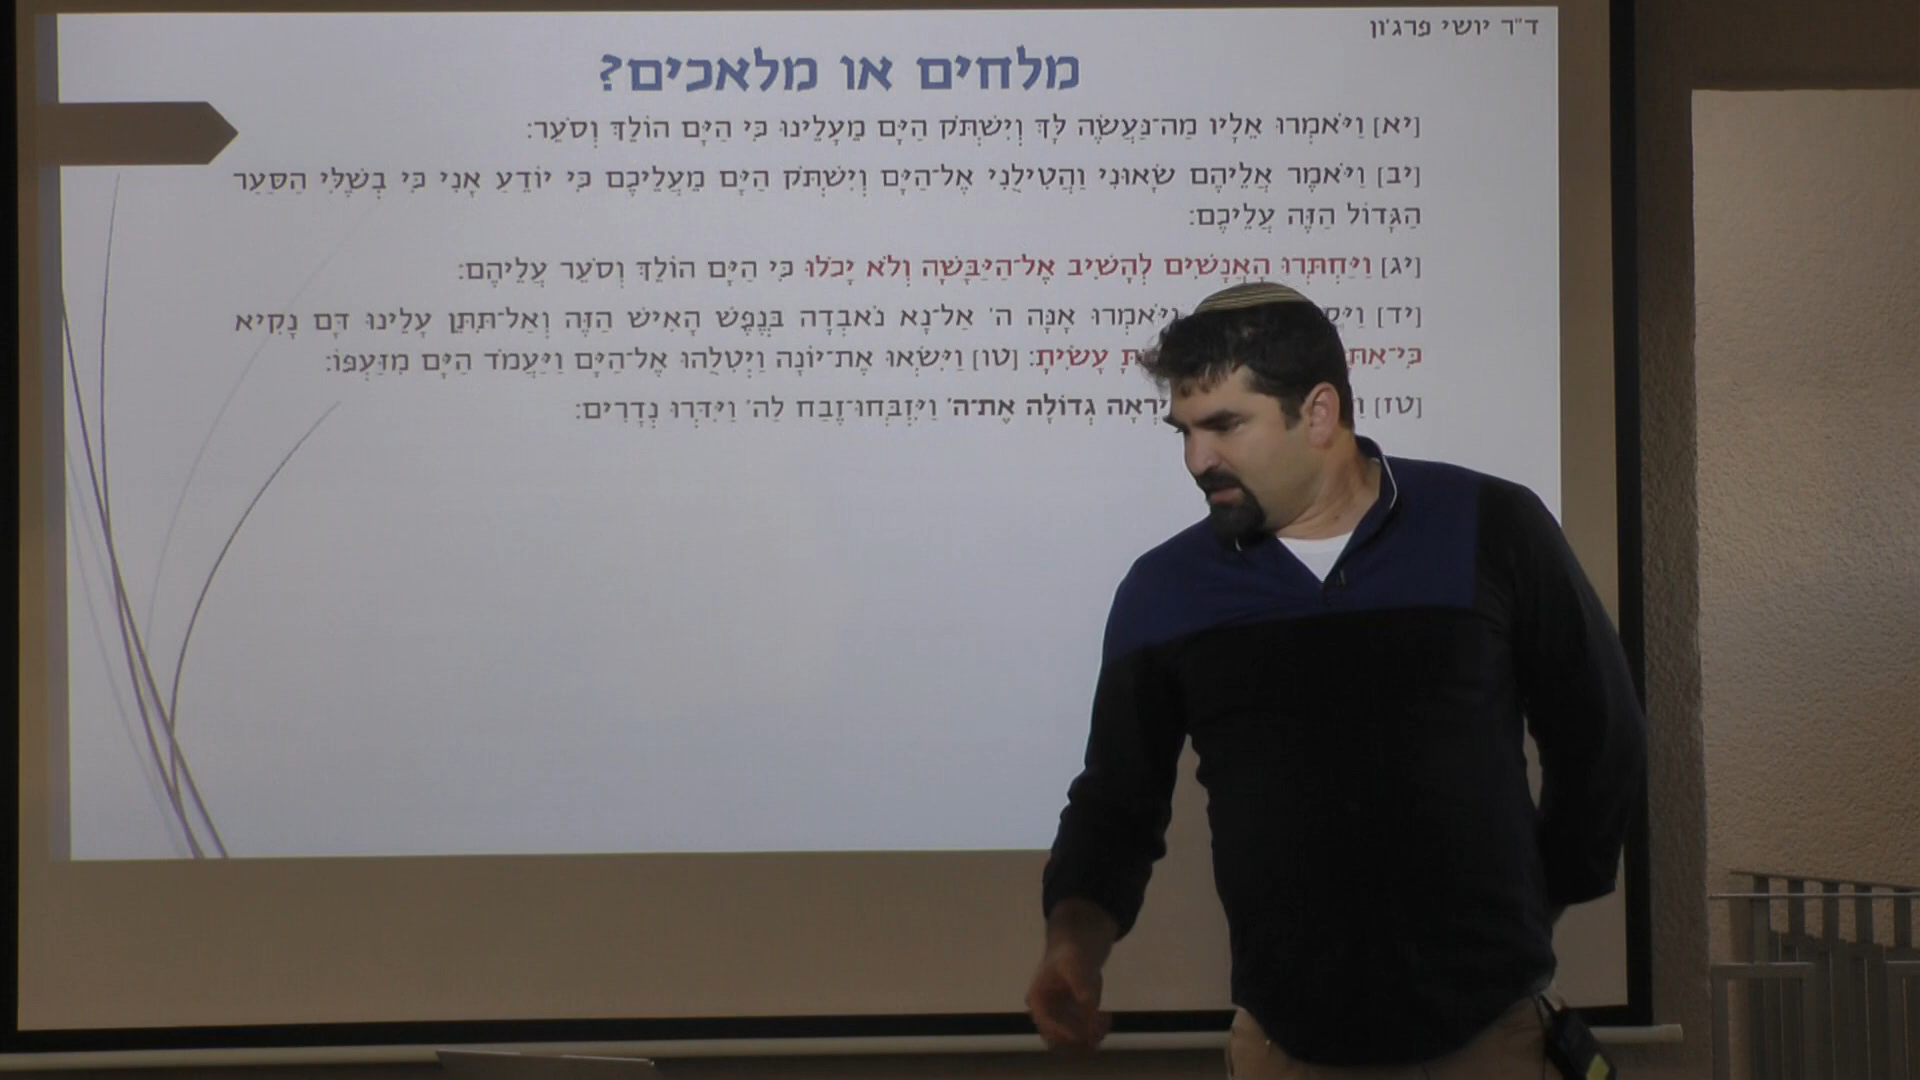 ד"ר יושי פרג'ון
מלחים או מלאכים?
[יא] וַיֹּאמְרוּ אֵלָיו מַה־נַּעֲשֶׂה לָּךְ וְיִשְׁתֹּק הַיָּם מֵעָלֵינוּ כִּי הַיָּם הוֹלֵךְ וְסֹעֵר:
[יב] וַיֹּאמֶר אֲלֵיהֶם שָׂאוּנִי וַהֲטִילֻנִי אֶל־הַיָּם וְיִשְׁתֹּק הַיָּם מֵעֲלֵיכֶם כִּי יוֹדֵעַ אָנִי כִּי בְשֶׁלִּי הַסַּעַר
הַגָּדוֹל הַזֶּה עֲלֵיכֶם:
[יג] וַיַּחְתְּרוּ הָאֲנָשִׁים לְהָשִׁיב אֶל־הַיַּבָּשָׁה וְלֹא יָכֹלוּ כִּי הַיָּם הוֹלֵךְ וְסֹעֵר עֲלֵיהֶם:
[יד] וַיֹּאמְרוּ אָנָּה ה' אַל־נָא נֹאבְדָה בְּנֶפֶשׁ הָאִישׁ הַזֶּה וְאַל־תִּתֵּן עָלֵינוּ דָּם נָקִיא
עָשִׂיתָ: [טו] וַיִּשְׂאוּ אֶת־יוֹנָה וַיְטִלֻהוּ אֶל־הַיָּם וַיַּעֲמֹד הַיָּם מִזַּעְפּוֹ:
[טז] יִרְאָה גְדוֹלָה אֶת־ה' וַיִּזְבְּחוּ־זֶבַח לַה' וַיִּדְּרוּ נְדָרִים: